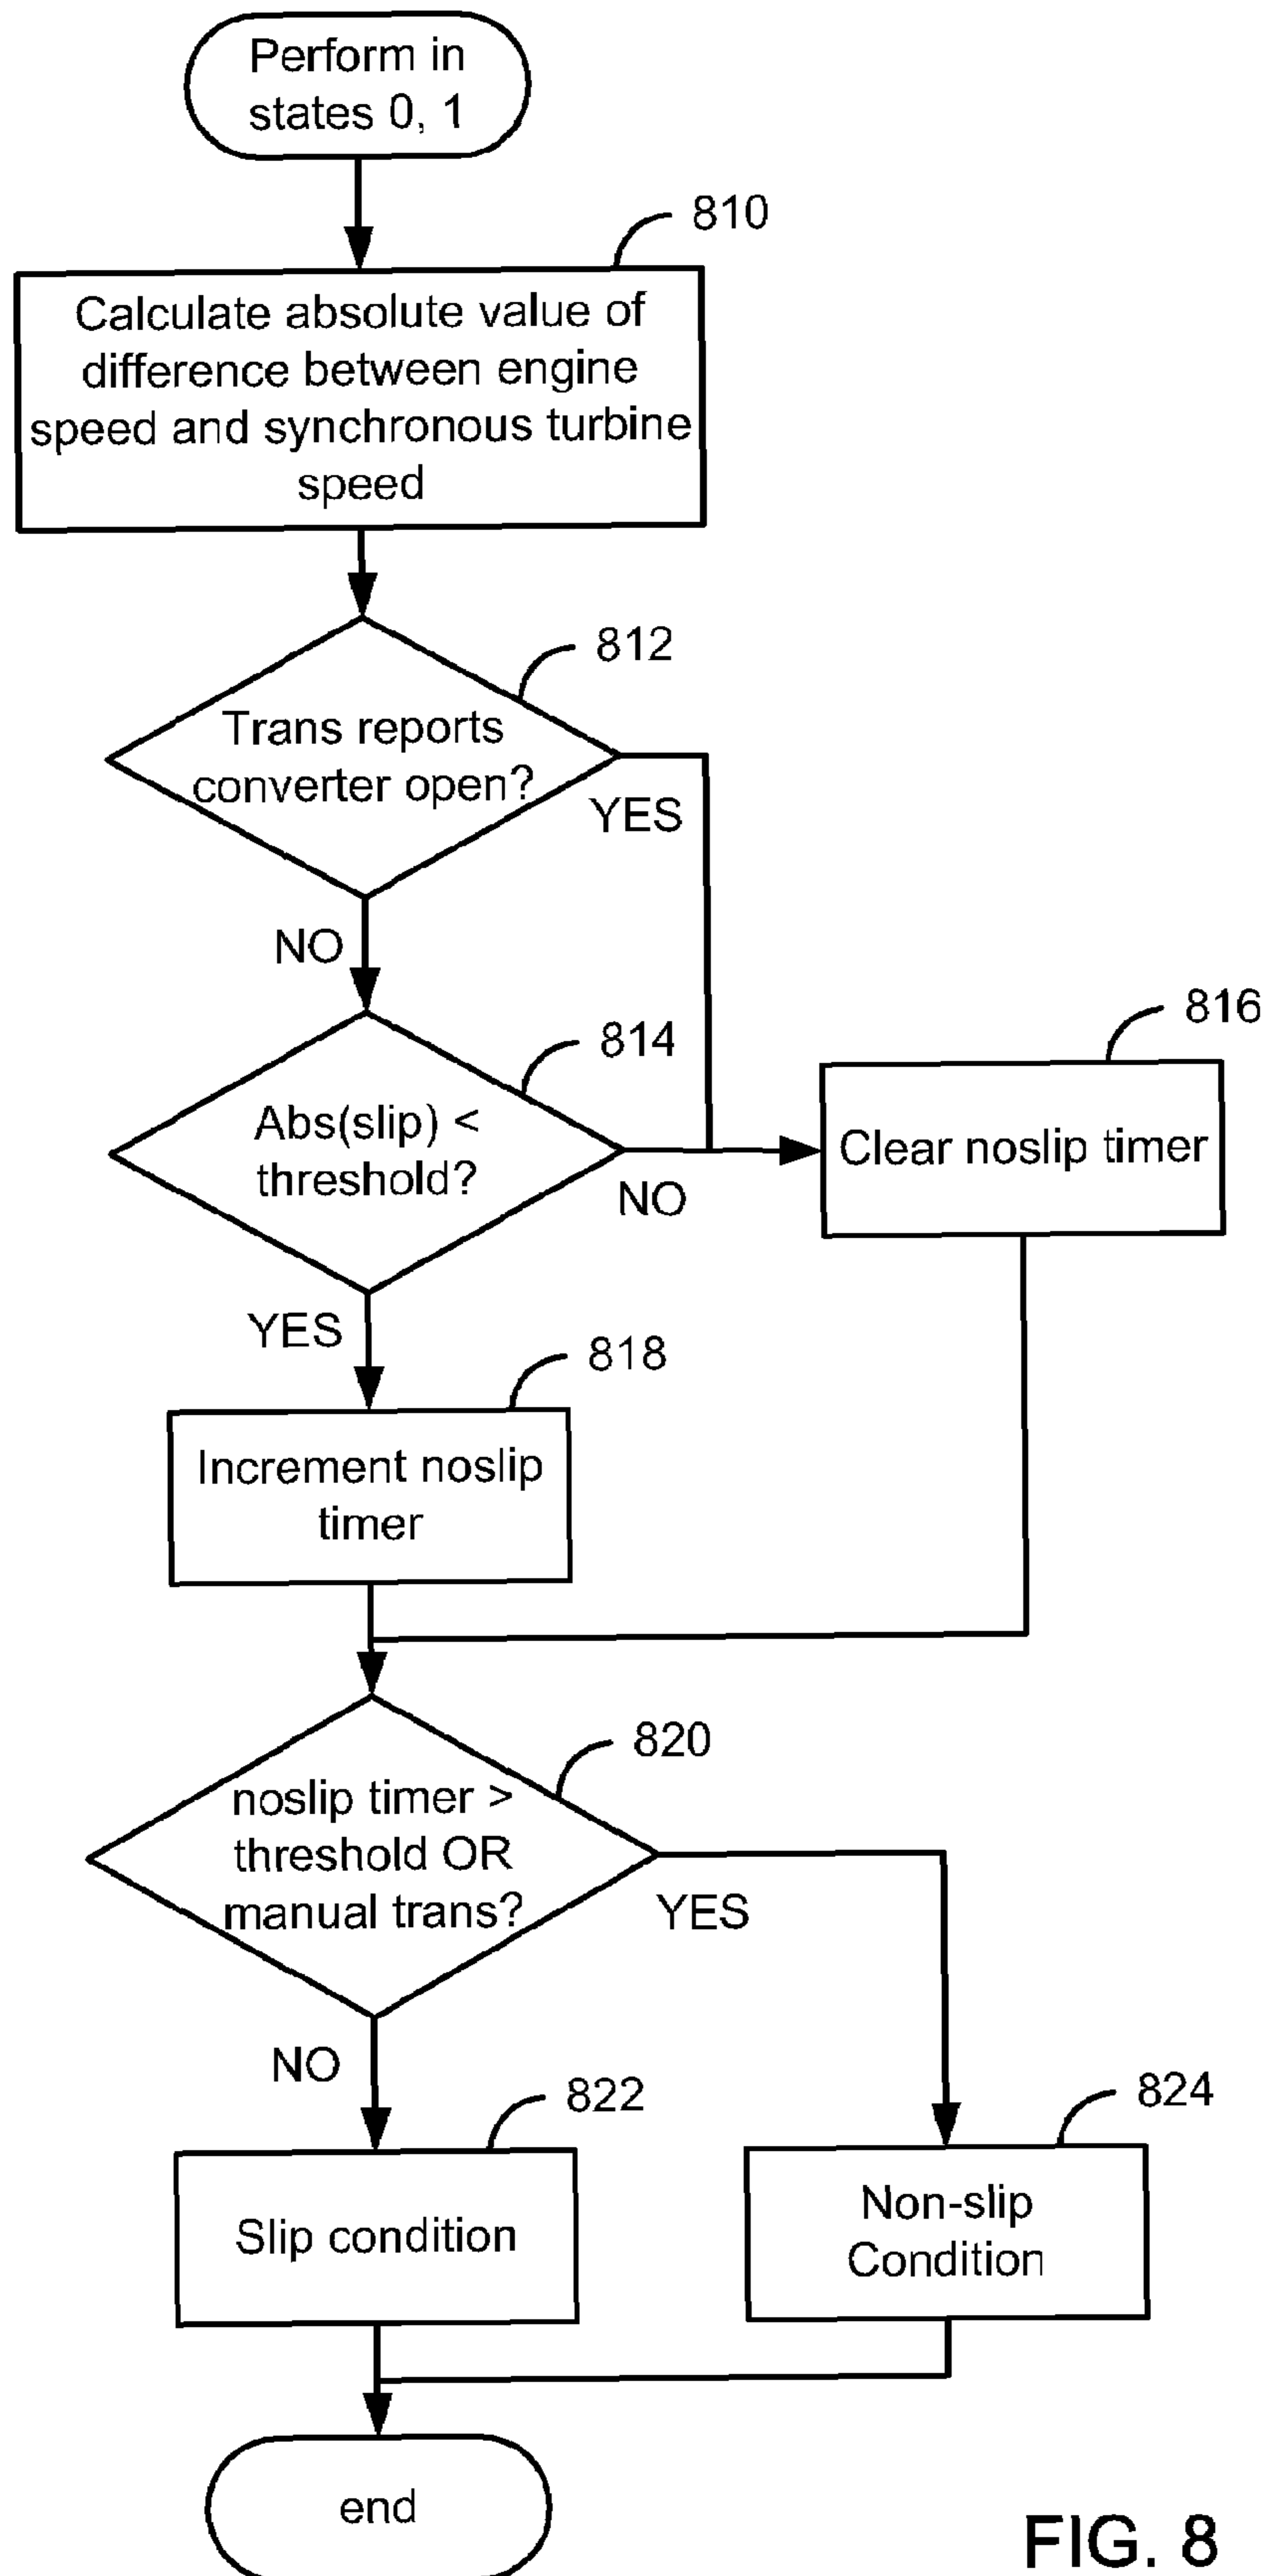 Perform in
states 0, 1
810
Calculate absolute value of
difference between engine
speed and synchronous turbine
speed
812
Trans reports
converter open?
YES
NO
814
816
Abs(slip) <
threshold?
Clear noslip timer
NO
YES
818
Increment noslip
timer
820
noslip timer >
threshold OR
manual trans?
YES
NO
822
824
Slip condition
Non-slip
Condition
end
FIG. 8